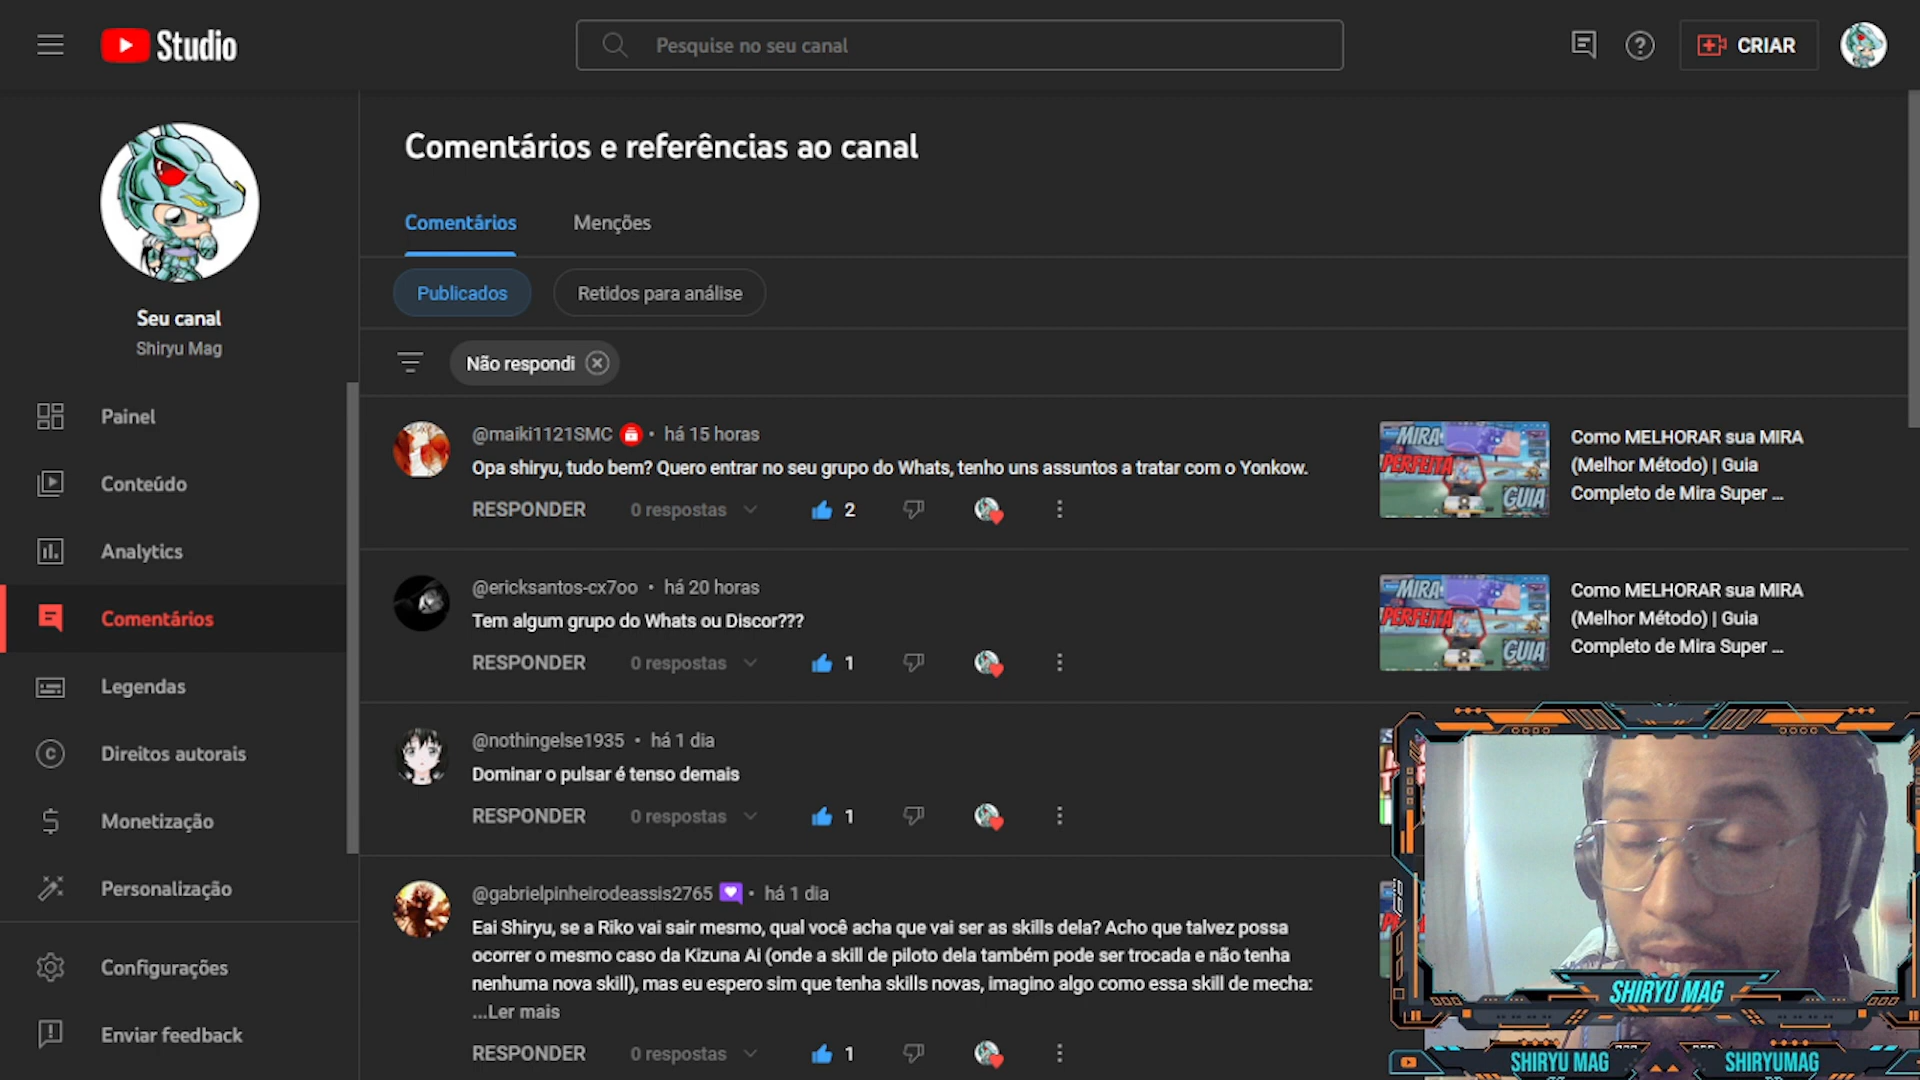 Studio
Pesquise no seu canal
CRIAR
Seu canal
Shiryu Mag
Painel
Conteúdo
Analytics
Comentários
Legendas
Direitos autorais
Monetização
Personalização
Configurações
Enviar feedback
Comentários e referências ao canal
Comentários
Menções
Publicados
Retidos para análise
Não respondi
@maiki1121SMC • há 15 horas
Opa shiryu, tudo bem? Quero entrar no seu grupo do Whats, tenho uns assuntos a tratar com o Yonkow.
RESPONDER 0 respostas 2
MIRA
PERFEITA
GUIA
Como MELHORAR sua MIRA
(Melhor Método) | Guia
Completo de Mira Super ...
@ericksantos-cx7oo • há 20 horas
Tem algum grupo do Whats ou Discor???
RESPONDER 0 respostas 1
MIRA
PERFEITA
GUIA
Como MELHORAR sua MIRA
(Melhor Método) | Guia
Completo de Mira Super ...
@nothingelse1935 • há 1 dia
Dominar o pulsar é tenso demais
RESPONDER 0 respostas 1
@gabrielpinheirodeassis2765 • há 1 dia
Eai Shiryu, se a Riko vai sair mesmo, qual você acha que vai ser as skills dela? Acho que talvez possa
ocorrer o mesmo caso da Kizuna Ai (onde a skill de piloto dela também pode ser trocada e não tenha
nenhuma nova skill), mas eu espero sim que tenha skills novas, imagino algo como essa skill de mecha:
...Ler mais
RESPONDER 0 respostas 1
SHIRYU MAG
SHIRYU MAG
SHIRYUMAG